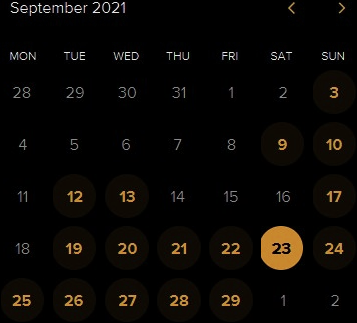 September 2021
MON TUE WED THU FRI SAT SUN
28 29 30 31 1 2 3
4 5 6 7 8 9 10
11 12 13 14 15 16 17
18 19 20 21 22 23 24
25 26 27 28 29 1 2